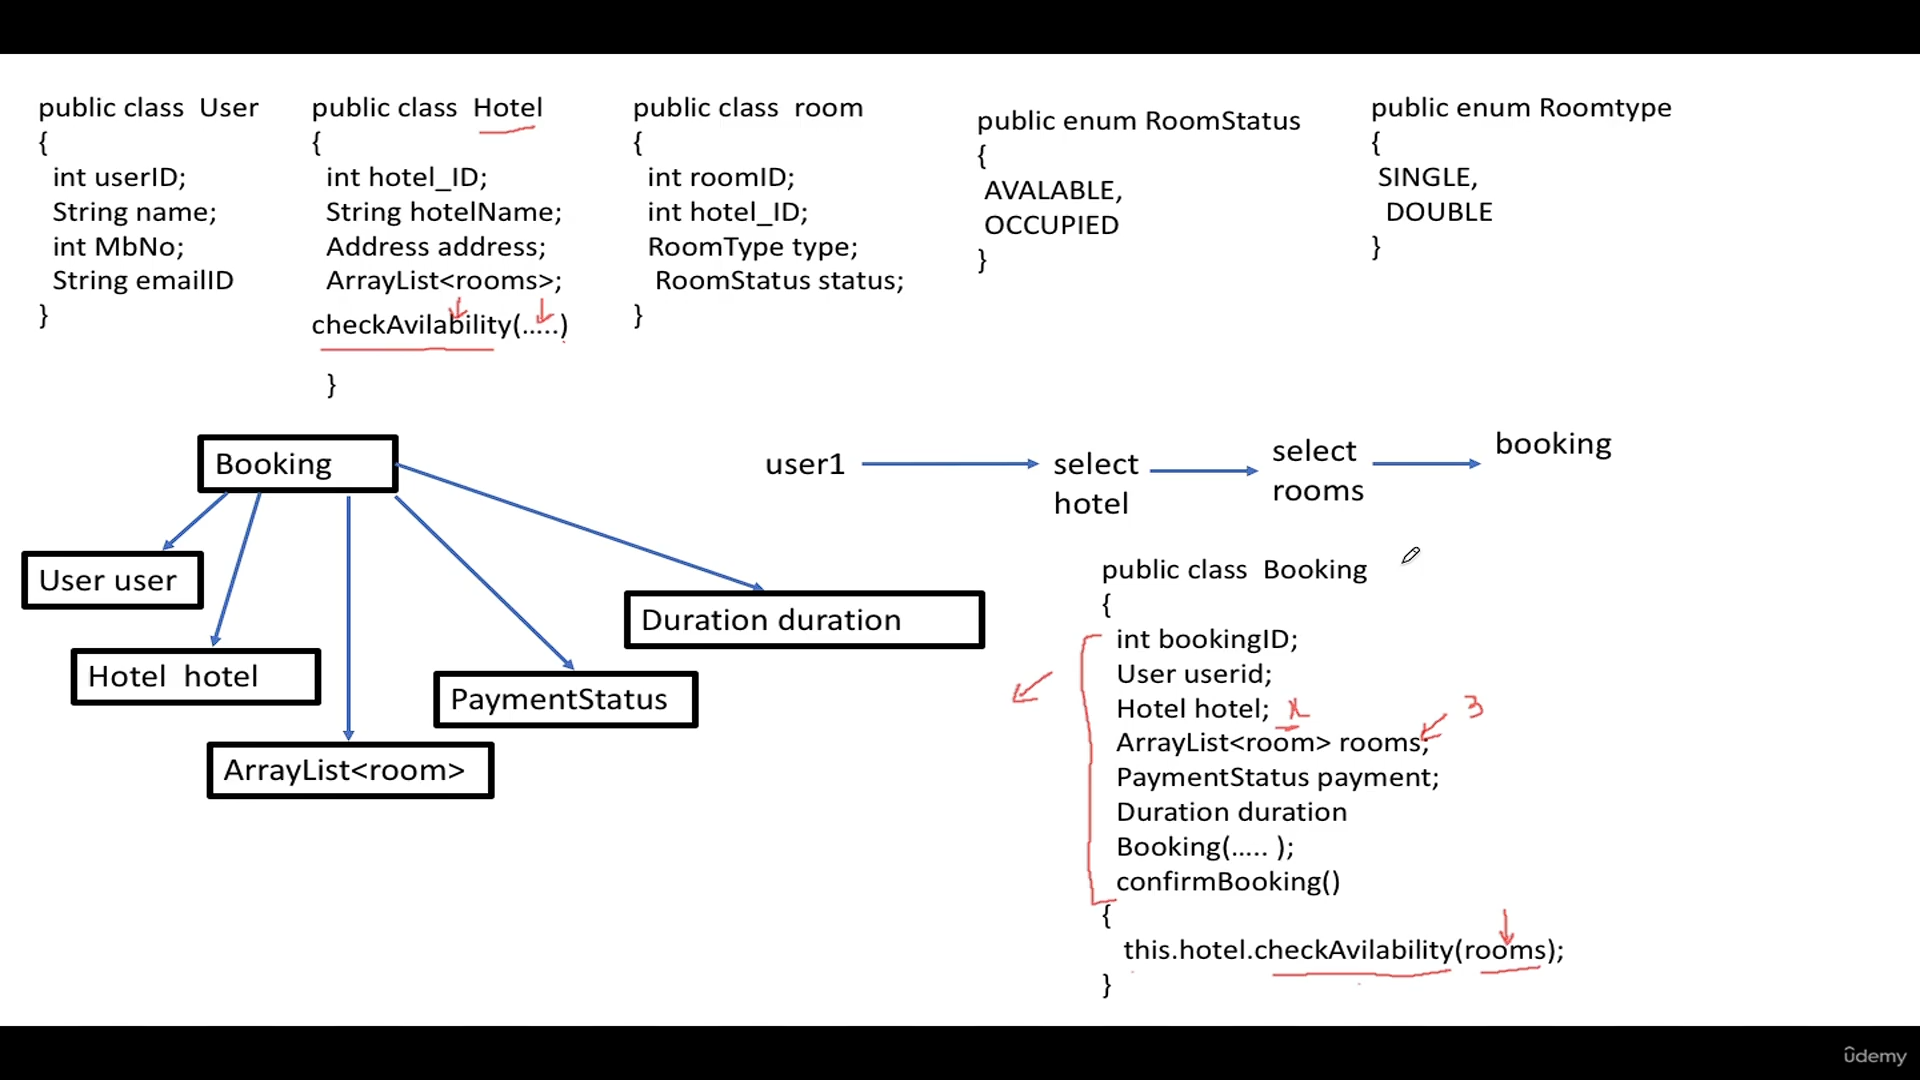 public class  User
{
int userID;
String name;
int MbNo;
String emailID
}
public class  Hotel
{
int hotel_ID;
String hotelName;
Address address;
ArrayList<rooms>;
checkAvilability(.....)
}
public class  room
{
int roomID;
int hotel_ID;
RoomType type;
RoomStatus status;
}
public enum RoomStatus
{
AVALABLE,
OCCUPIED
}
public enum Roomtype
{
SINGLE,
DOUBLE
}
Booking
User user
Hotel  hotel
ArrayList<room>
PaymentStatus
Duration duration
user1
select
hotel
select
rooms
booking
public class  Booking
{
int bookingID;
User userid;
Hotel hotel; x
ArrayList<room> rooms; 3
PaymentStatus payment;
Duration duration
Booking(..... );
confirmBooking()
{
this.hotel.checkAvilability(rooms);
}
ûdemy